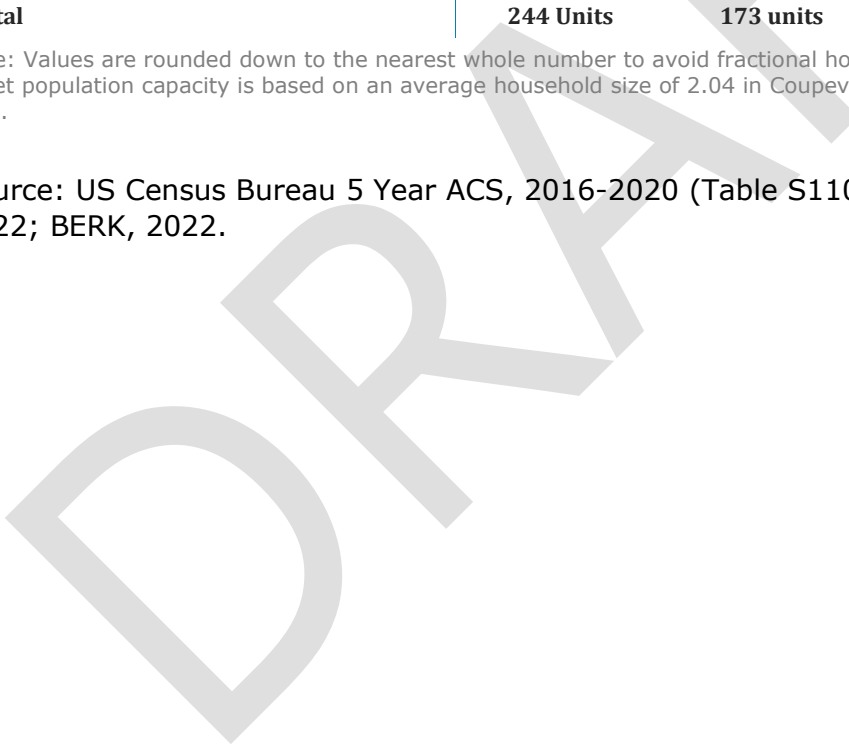 tal 244 Units 173 units
e: Values are rounded down to the nearest whole number to avoid fractional ho
et population capacity is based on an average household size of 2.04 in Coupev
.
urce: US Census Bureau 5 Year ACS, 2016-2020 (Table S110
22; BERK, 2022.
DRA